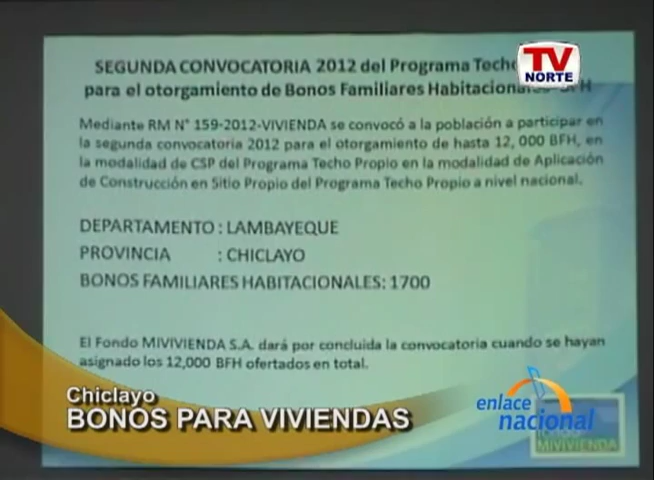 SEGUNDA CONVOCATORIA 2012 del Programa Techo
para el otorgamiento de Bonos Familiares Habitacional
Mediante RM N° 159-2012-VIVIENDA se convocó a la población a participar en
la segunda convocatoria 2012 para el otorgamiento de hasta 12, 000 BFH, en
la modalidad de CSP del Programa Techo Propio en la modalidad de Aplicación
de Construcción en Sitio Propio del Programa Techo Propio a nivel nacional.
DEPARTAMENTO : LAMBAYEQUE
PROVINCIA : CHICLAYO
BONOS FAMILIARES HABITACIONALES: 1700
El Fondo MIVIVIENDA S.A. dará por concluida la convocatoria cuando se hayan
asignado los 12,000 BFH ofertados en total.
TV
NORTE
Chiclayo
BONOS PARA VIVIENDAS
enlace
nacional
MIVIVIENDA